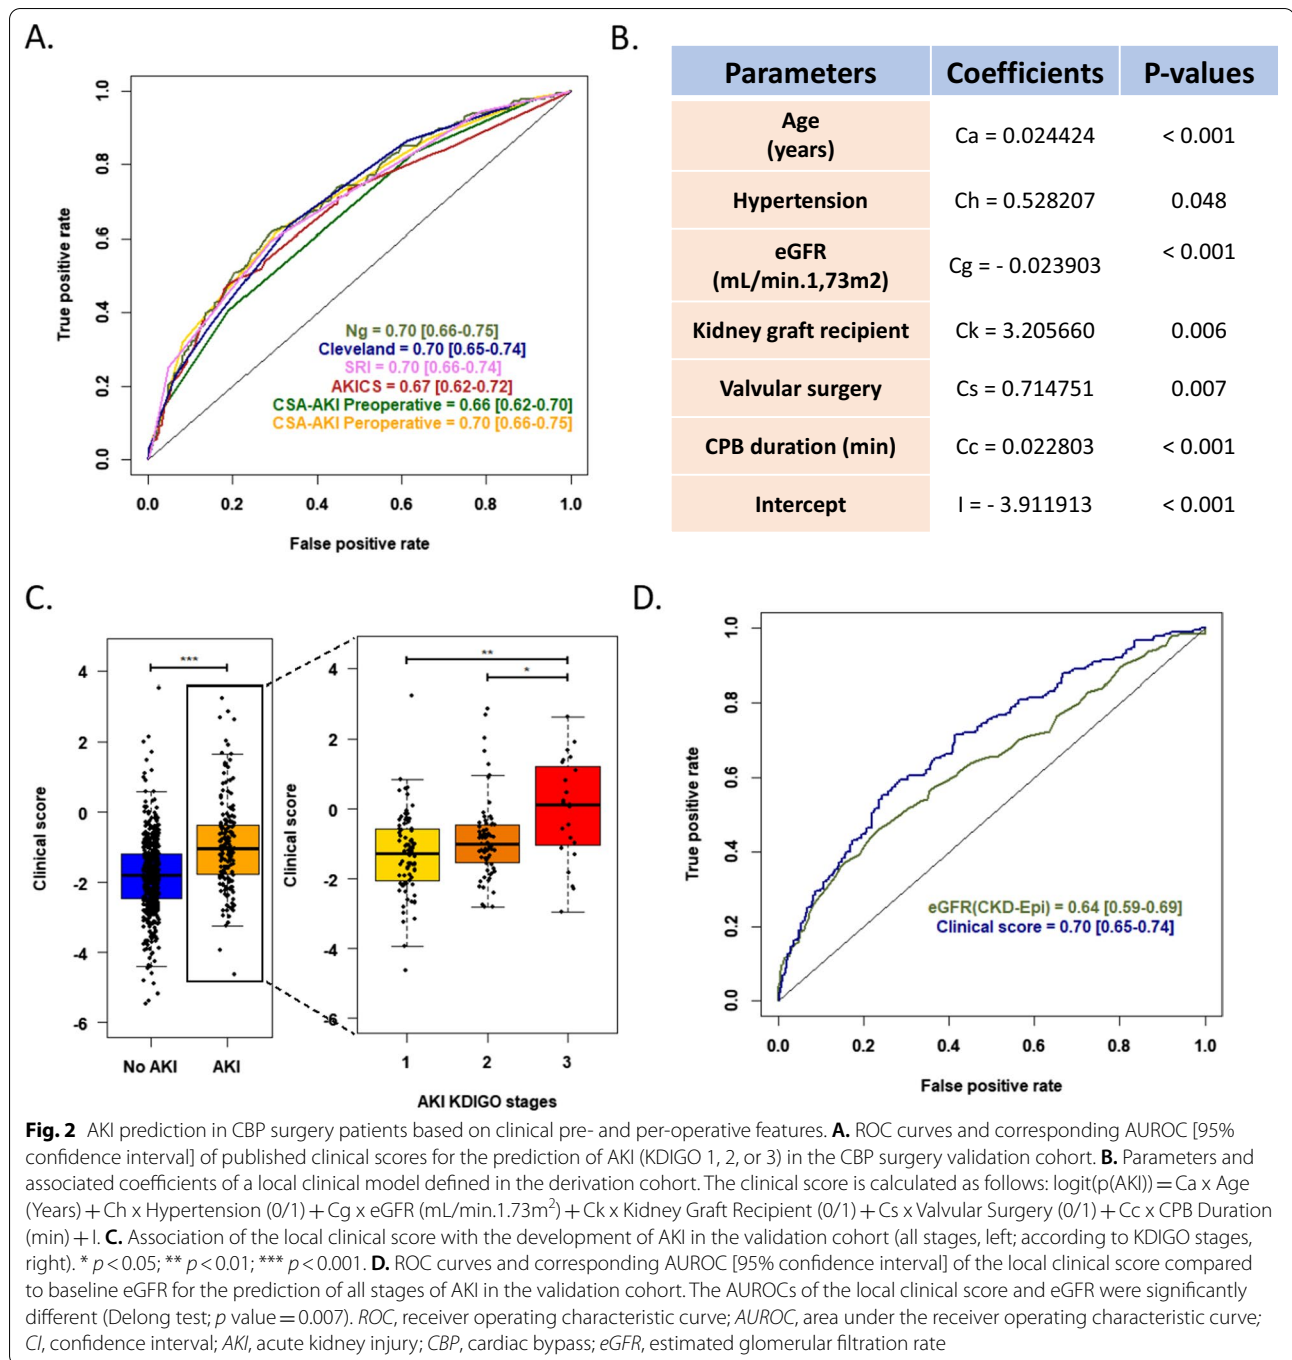 A.
1.0
0.8
0.6
0.4
0.2
0.0
True positive rate
Ng = 0.70 [0.66-0.75]
Cleveland = 0.70 [0.65-0.74]
SRI = 0.70 [0.66-0.74]
AKICS = 0.67 [0.62-0.72]
CSA-AKI Preoperative = 0.66 [0.62-0.70]
CSA-AKI Peroperative = 0.70 [0.66-0.75]
0.0 0.2 0.4 0.6 0.8 1.0
False positive rate
B.
Parameters Coefficients P-values
Age
(years) Ca = 0.024424 < 0.001
Hypertension Ch = 0.528207 0.048
eGFR
(mL/min.1,73m2) Cg = - 0.023903 < 0.001
Kidney graft recipient Ck = 3.205660 0.006
Valvular surgery Cs = 0.714751 0.007
CPB duration (min) Cc = 0.022803 < 0.001
Intercept I = - 3.911913 < 0.001
C.
4
2
0
-2
-4
-6
Clinical score
***
No AKI AKI
4
2
0
-2
-4
-6
Clinical score
**
*
1 2 3
AKI KDIGO stages
D.
1.0
0.8
0.6
0.4
0.2
0.0
True positive rate
eGFR(CKD-Epi) = 0.64 [0.59-0.69]
Clinical score = 0.70 [0.65-0.74]
0.0 0.2 0.4 0.6 0.8 1.0
False positive rate
Fig. 2 AKI prediction in CBP surgery patients based on clinical pre- and per-operative features. A. ROC curves and corresponding AUROC [95%
confidence interval] of published clinical scores for the prediction of AKI (KDIGO 1, 2, or 3) in the CBP surgery validation cohort. B. Parameters and
associated coefficients of a local clinical model defined in the derivation cohort. The clinical score is calculated as follows: logit(p(AKI)) = Ca x Age
(Years) + Ch x Hypertension (0/1) + Cg x eGFR (mL/min.1.73m²) + Ck x Kidney Graft Recipient (0/1) + Cs x Valvular Surgery (0/1) + Cc x CPB Duration
(min) + I. C. Association of the local clinical score with the development of AKI in the validation cohort (all stages, left; according to KDIGO stages,
right). * p < 0.05; ** p < 0.01; *** p < 0.001. D. ROC curves and corresponding AUROC [95% confidence interval] of the local clinical score compared
to baseline eGFR for the prediction of all stages of AKI in the validation cohort. The AUROCs of the local clinical score and eGFR were significantly
different (Delong test; p value = 0.007). ROC, receiver operating characteristic curve; AUROC, area under the receiver operating characteristic curve;
CI, confidence interval; AKI, acute kidney injury; CBP, cardiac bypass; eGFR, estimated glomerular filtration rate